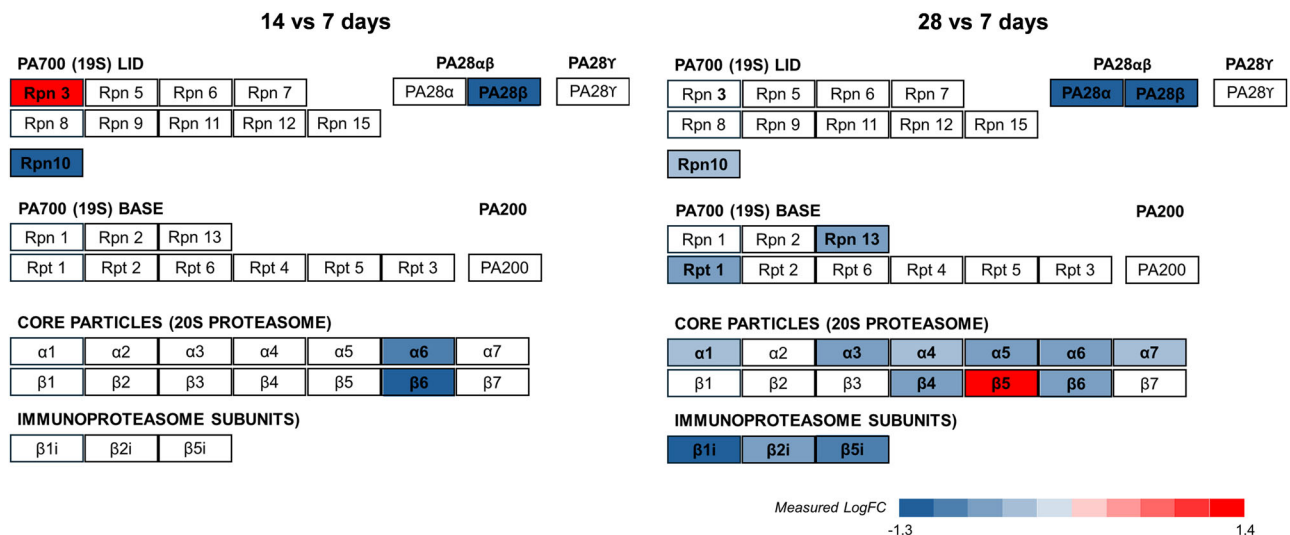 14 vs 7 days
PA700 (19S) LID PA28αβ PA28ϒ
Rpn 3 Rpn 5 Rpn 6 Rpn 7 PA28α PA28β PA28ϒ
Rpn 8 Rpn 9 Rpn 11 Rpn 12 Rpn 15
Rpn10
PA700 (19S) BASE PA200
Rpn 1 Rpn 2 Rpn 13
Rpt 1 Rpt 2 Rpt 6 Rpt 4 Rpt 5 Rpt 3 PA200
CORE PARTICLES (20S PROTEASOME)
α1 α2 α3 α4 α5 α6 α7
β1 β2 β3 β4 β5 β6 β7
IMMUNOPROTEASOME SUBUNITS)
β1i β2i β5i
28 vs 7 days
PA700 (19S) LID PA28αβ PA28ϒ
Rpn 3 Rpn 5 Rpn 6 Rpn 7 PA28α PA28β PA28ϒ
Rpn 8 Rpn 9 Rpn 11 Rpn 12 Rpn 15
Rpn10
PA700 (19S) BASE PA200
Rpn 1 Rpn 2 Rpn 13
Rpt 1 Rpt 2 Rpt 6 Rpt 4 Rpt 5 Rpt 3 PA200
CORE PARTICLES (20S PROTEASOME)
α1 α2 α3 α4 α5 α6 α7
β1 β2 β3 β4 β5 β6 β7
IMMUNOPROTEASOME SUBUNITS)
β1i β2i β5i
Measured LogFC
-1.3 1.4